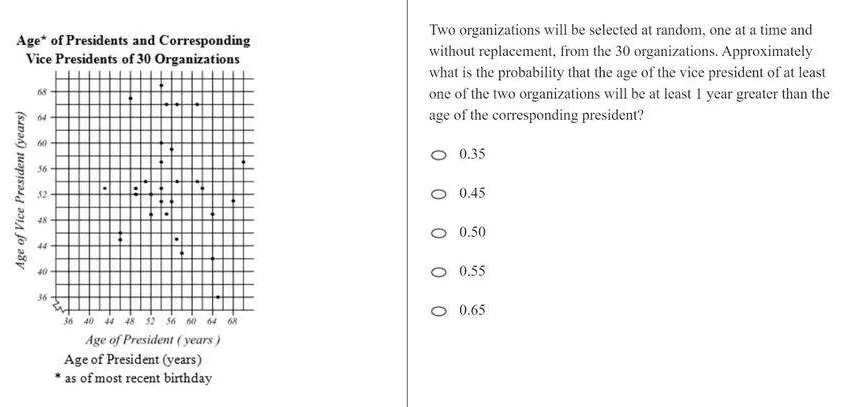 Age* of Presidents and Corresponding
Vice Presidents of 30 Organizations
68
64
60
56
52
48
44
40
36
Age of Vice President (years)
36 40 44 48 52 56 60 64 68
Age of President ( years )
Age of President (years)
* as of most recent birthday
Two organizations will be selected at random, one at a time and
without replacement, from the 30 organizations. Approximately
what is the probability that the age of the vice president of at least
one of the two organizations will be at least 1 year greater than the
age of the corresponding president?
0.35
0.45
0.50
0.55
0.65